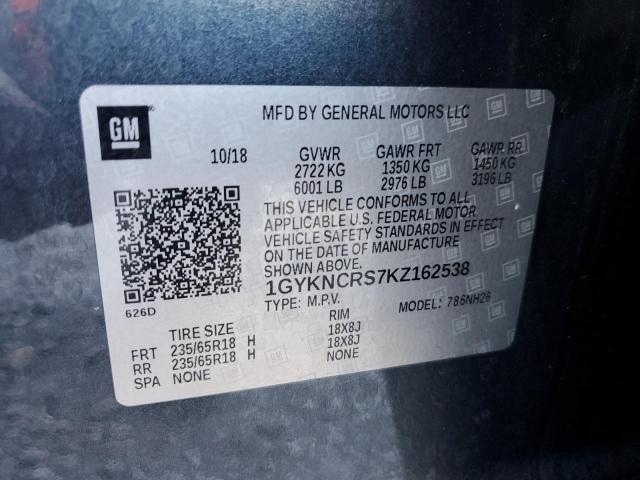 GM
MFD BY GENERAL MOTORS LLC
10/18 GVWR GAWR FRT GAWR RR
2722 KG 1350 KG 1450 KG
6001 LB 2976 LB 3196 LB
THIS VEHICLE CONFORMS TO ALL
APPLICABLE U.S. FEDERAL MOTOR
VEHICLE SAFETY STANDARDS IN EFFECT
ON THE DATE OF MANUFACTURE
SHOWN ABOVE.
1GYKNCRS7KZ162538
626D TYPE: M.P.V. MODEL: 786NH26
TIRE SIZE RIM
FRT 235/65R18 H 18X8J
RR 235/65R18 H 18X8J
SPA NONE NONE